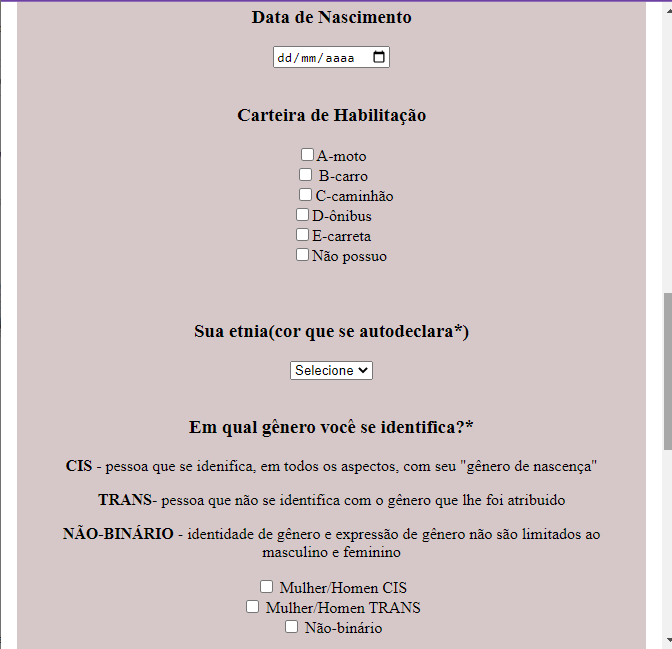 Data de Nascimento
dd/mm/aaaa
Carteira de Habilitação
A-moto
B-carro
C-caminhão
D-ônibus
E-carreta
Não possuo
Sua etnia(cor que se autodeclara*)
Selecione
Em qual gênero você se identifica?*
CIS - pessoa que se idenifica, em todos os aspectos, com seu "gênero de nascença"
TRANS- pessoa que não se identifica com o gênero que lhe foi atribuido
NÃO-BINÁRIO - identidade de gênero e expressão de gênero não são limitados ao
masculino e feminino
Mulher/Homen CIS
Mulher/Homen TRANS
Não-binário